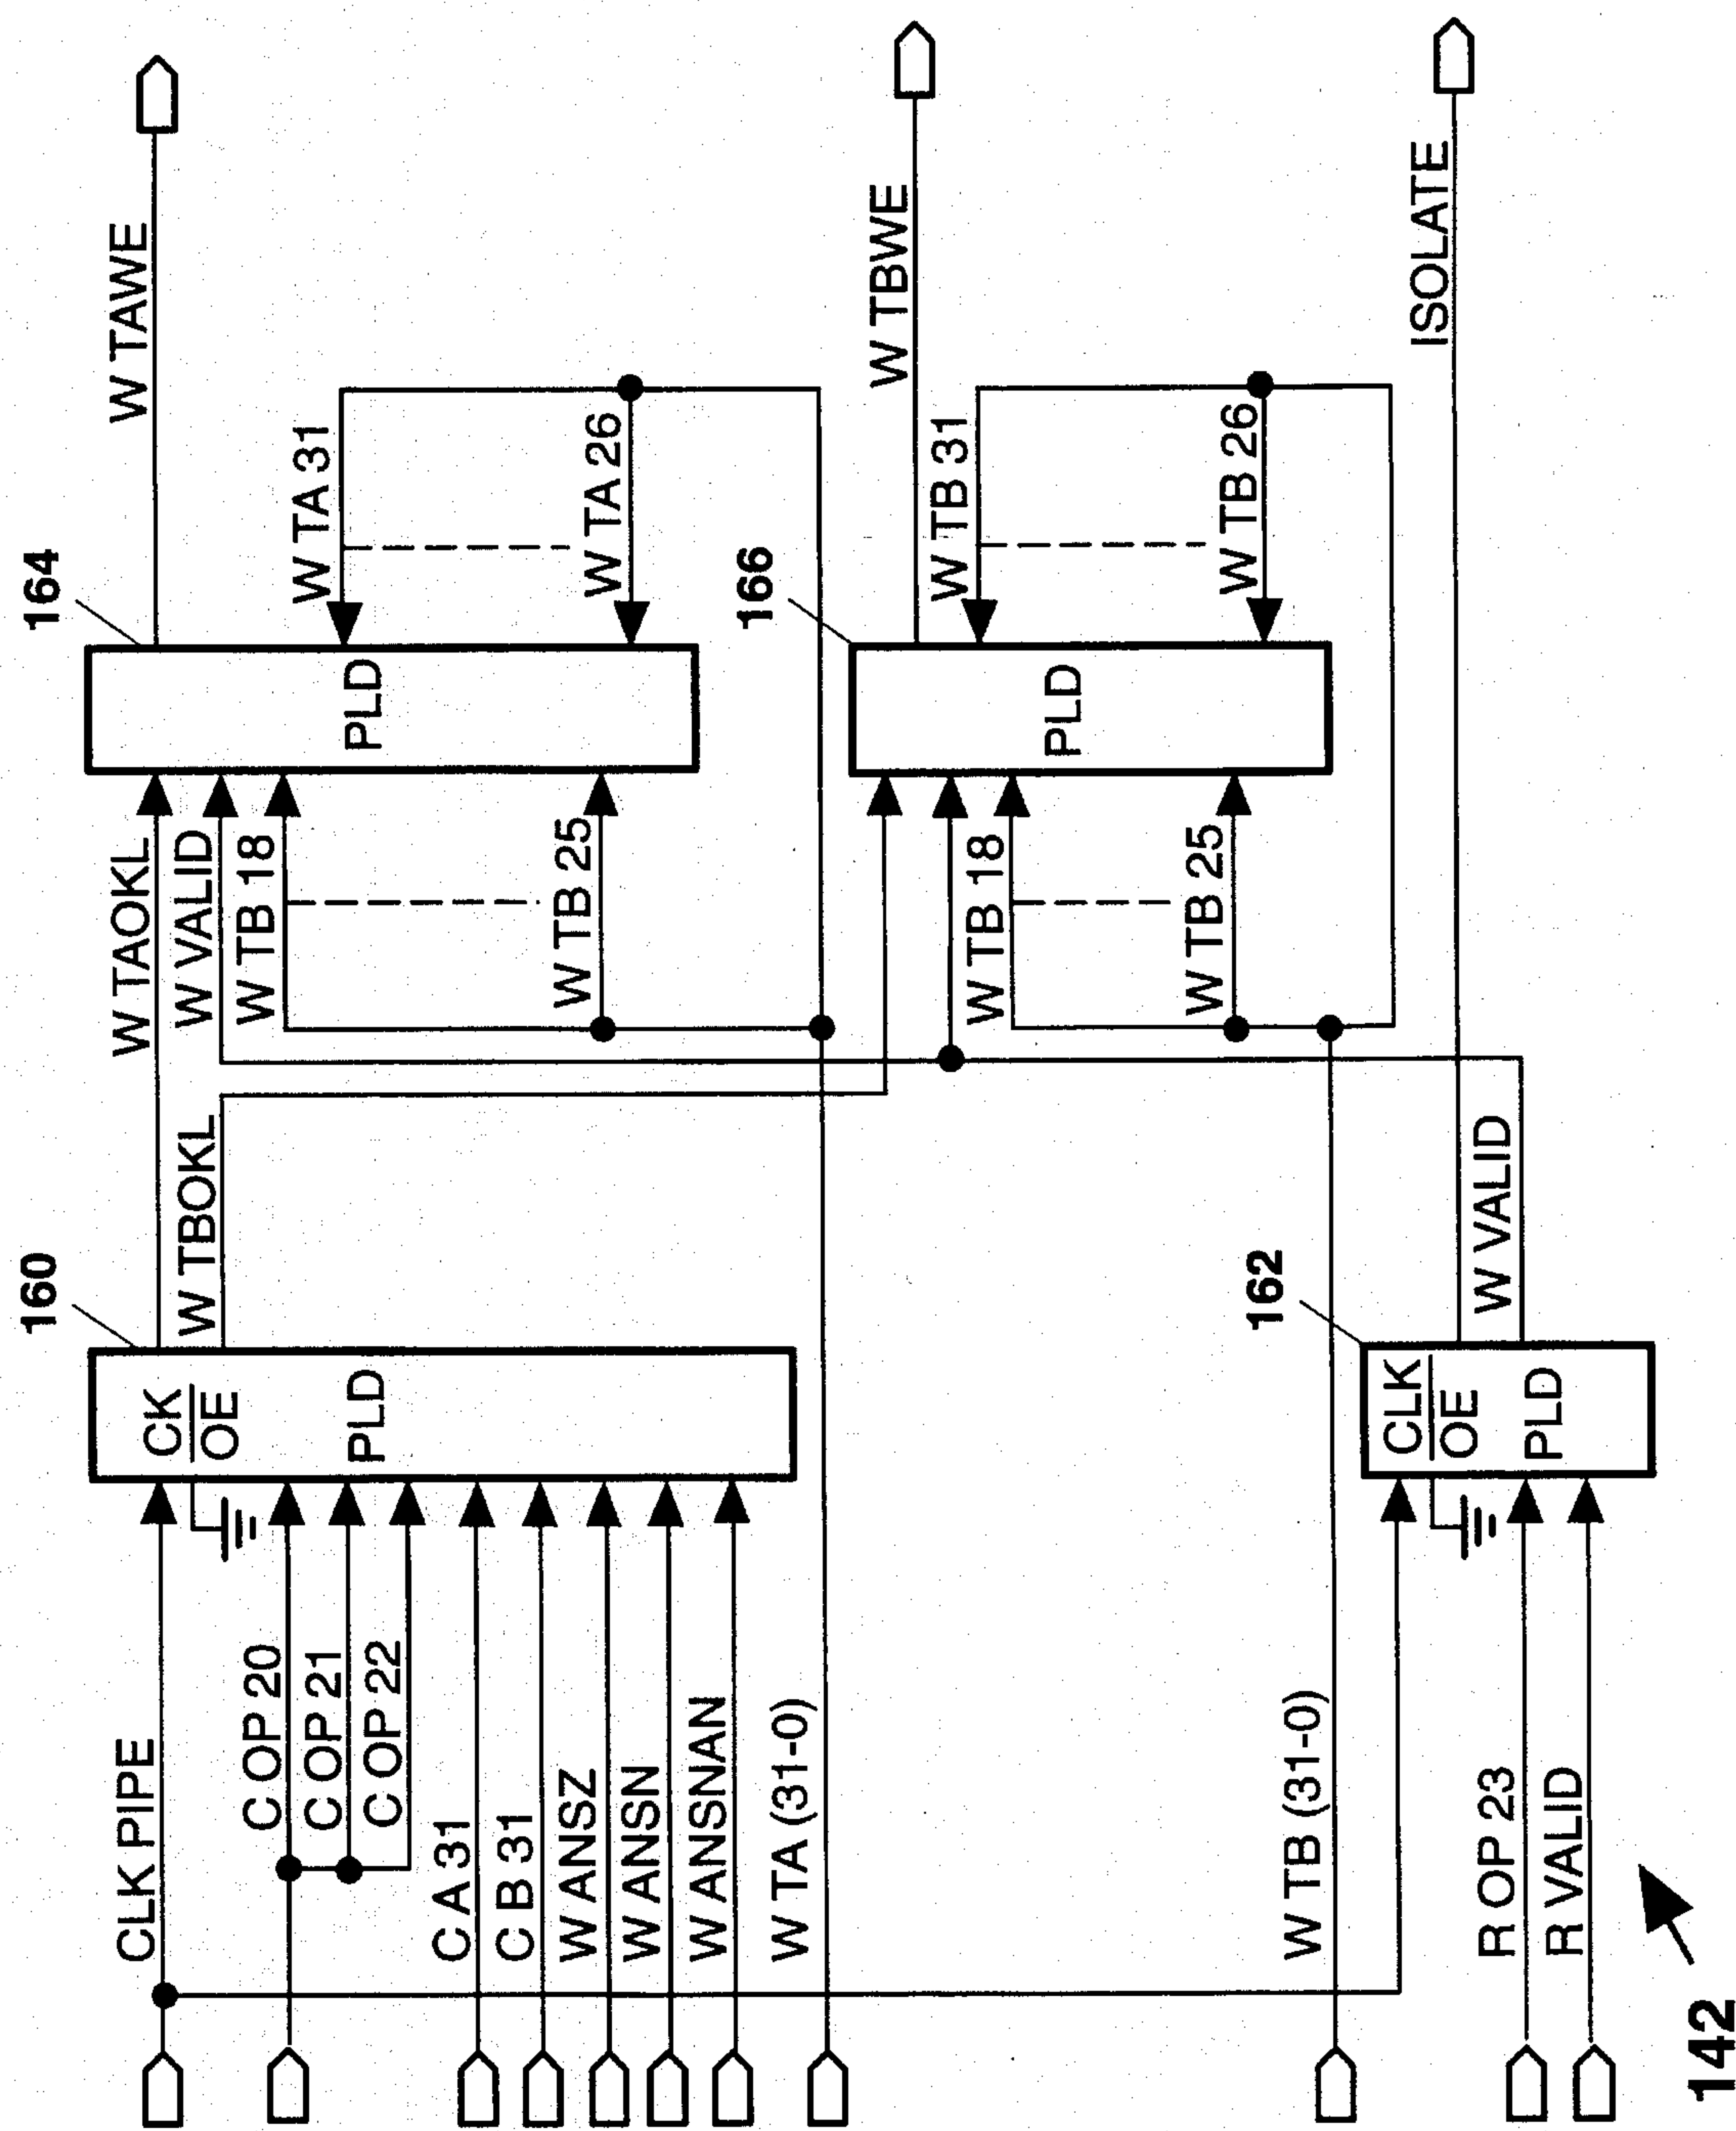 CLK PIPE
C OP 20
C OP 21
C OP 22
C A 31
C B 31
W ANSZ
W ANSN
W ANSNAN
W TA (31-0)
W TB (31-0)
R OP 23
R VALID
142
160
CK
OE
PLD
162
CLK
OE
PLD
W TAOKL
W TBOKL
W VALID
W TB 18
W TB 25
W VALID
W TB 18
W TB 25
164
PLD
166
PLD
W TA 31
W TA 26
W TB 31
W TB 26
W TAWE
W TBWE
ISOLATE